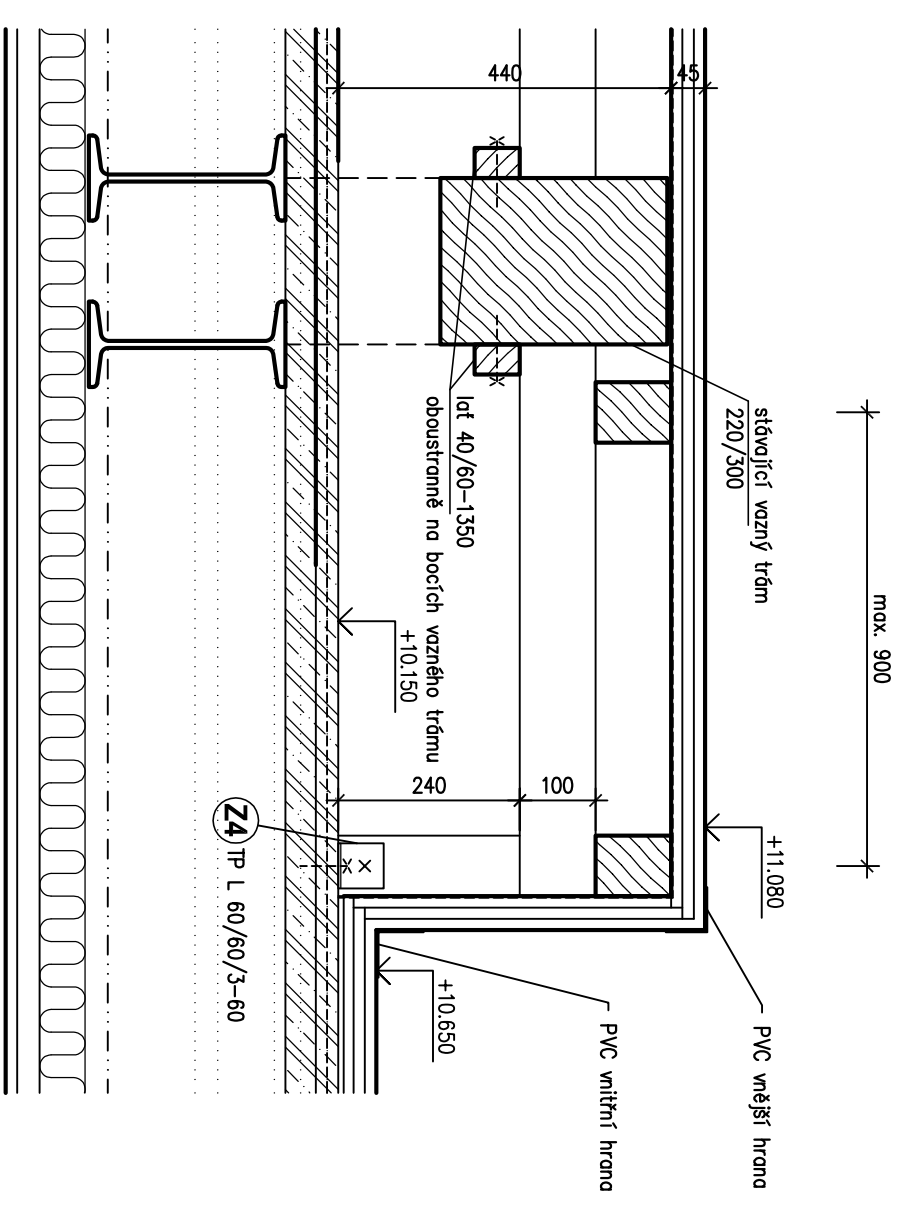 max. 900
stávající vazný trám
220/300
+11.080
PVC vnější hrana
45
440
100
240
lať 40/60-1350
oboustranně na bocích vazného trámu
+10.150
+10.650
PVC vnitřní hrana
Z4 TP L 60/60/3-60